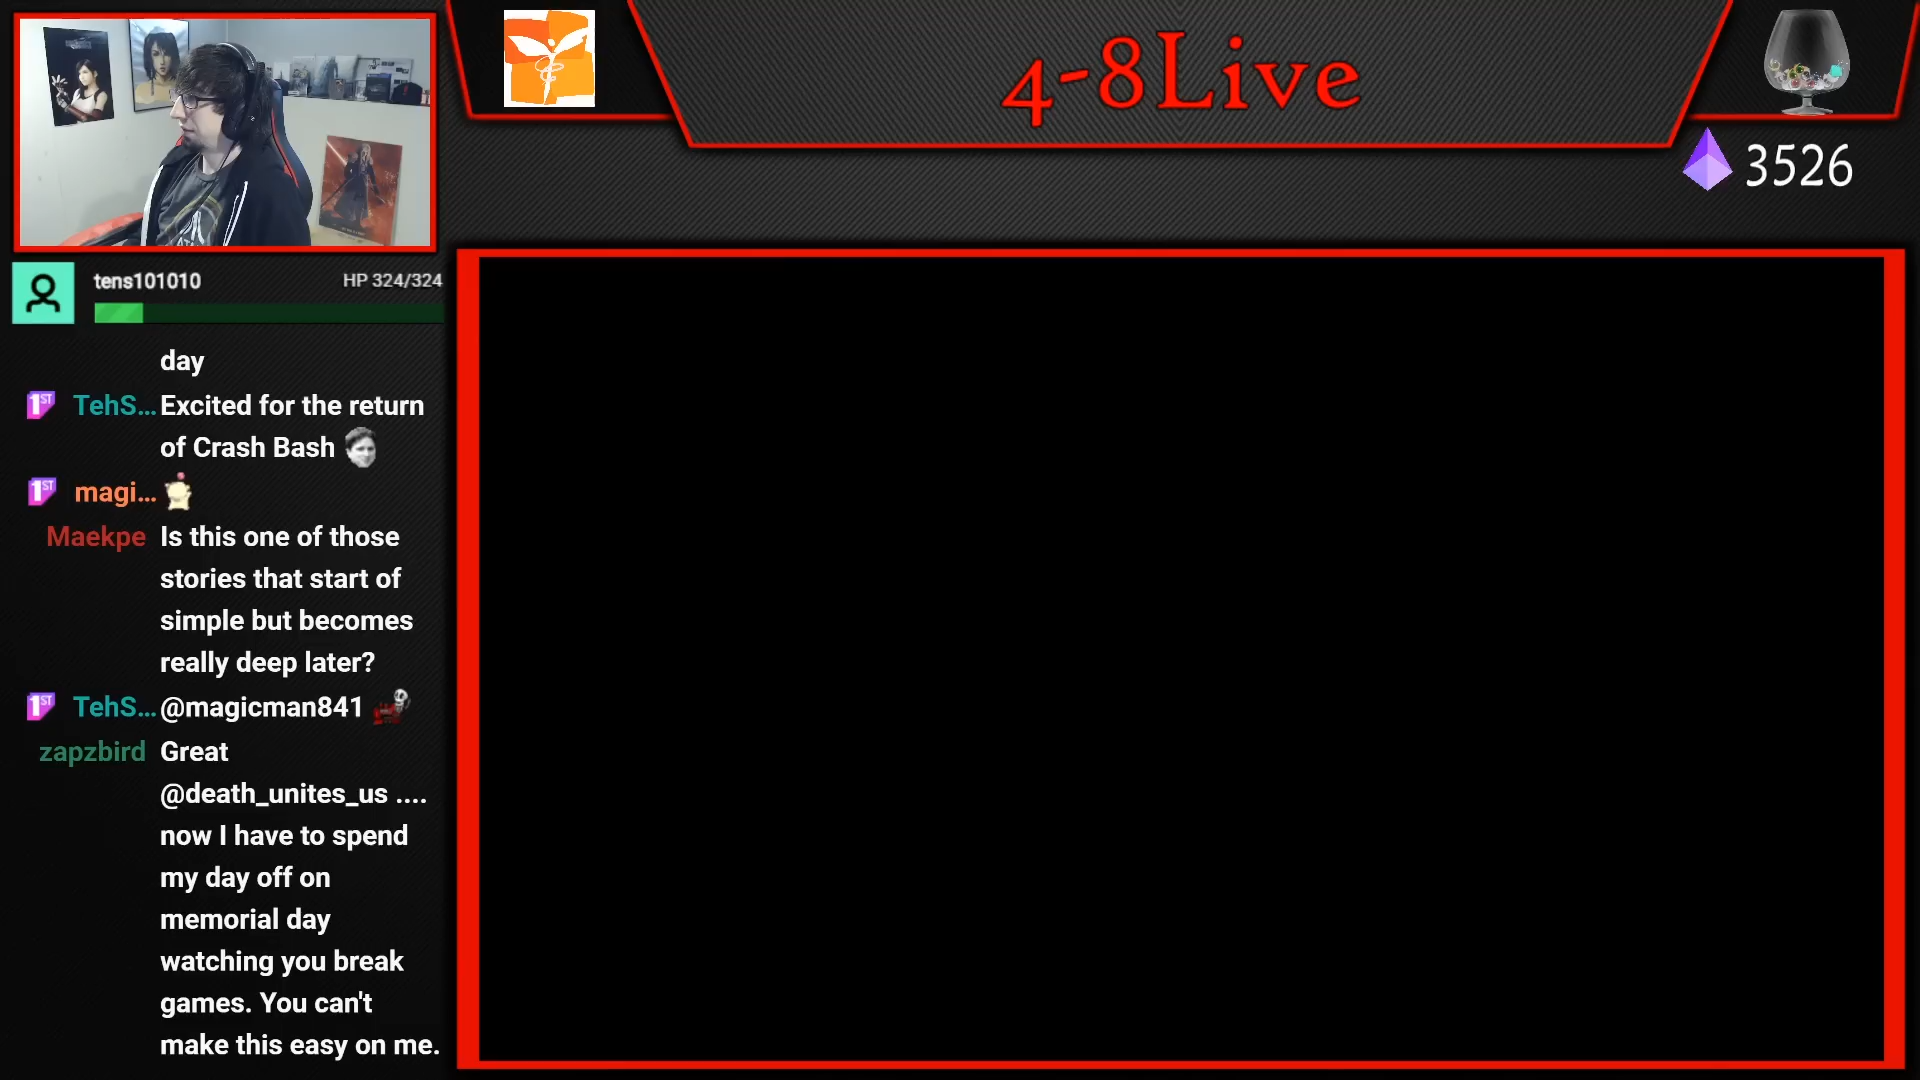 4-8Live
3526
tens101010 HP 324/324
day
TehS... Excited for the return
of Crash Bash
magi...
Maekpe Is this one of those
stories that start of
simple but becomes
really deep later?
TehS... @magicman841
zapzbird Great
@death_unites_us ....
now I have to spend
my day off on
memorial day
watching you break
games. You can't
make this easy on me.